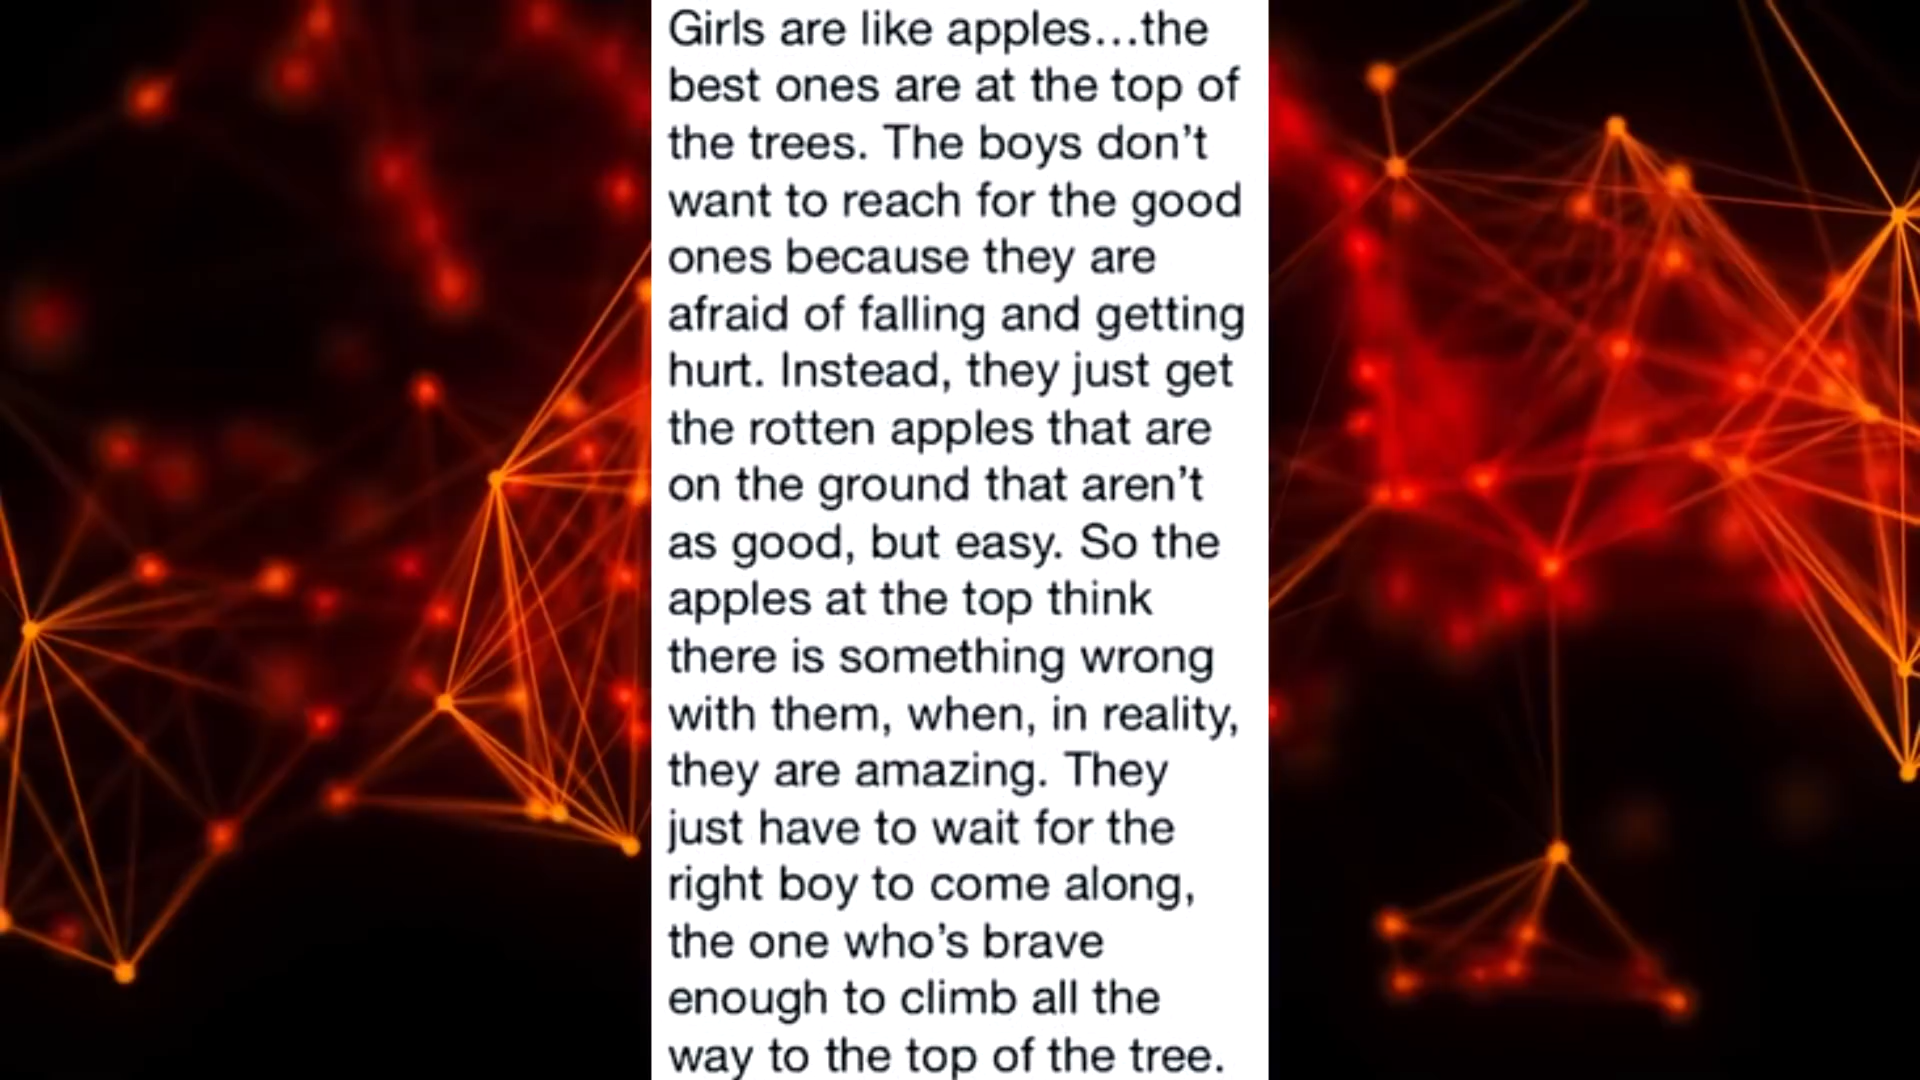 Girls are like apples...the
best ones are at the top of
the trees. The boys don’t
want to reach for the good
ones because they are
afraid of falling and getting
hurt. Instead, they just get
the rotten apples that are
on the ground that aren’t
as good, but easy. So the
apples at the top think
there is something wrong
with them, when, in reality,
they are amazing. They
just have to wait for the
right boy to come along,
the one who’s brave
enough to climb all the
way to the top of the tree.